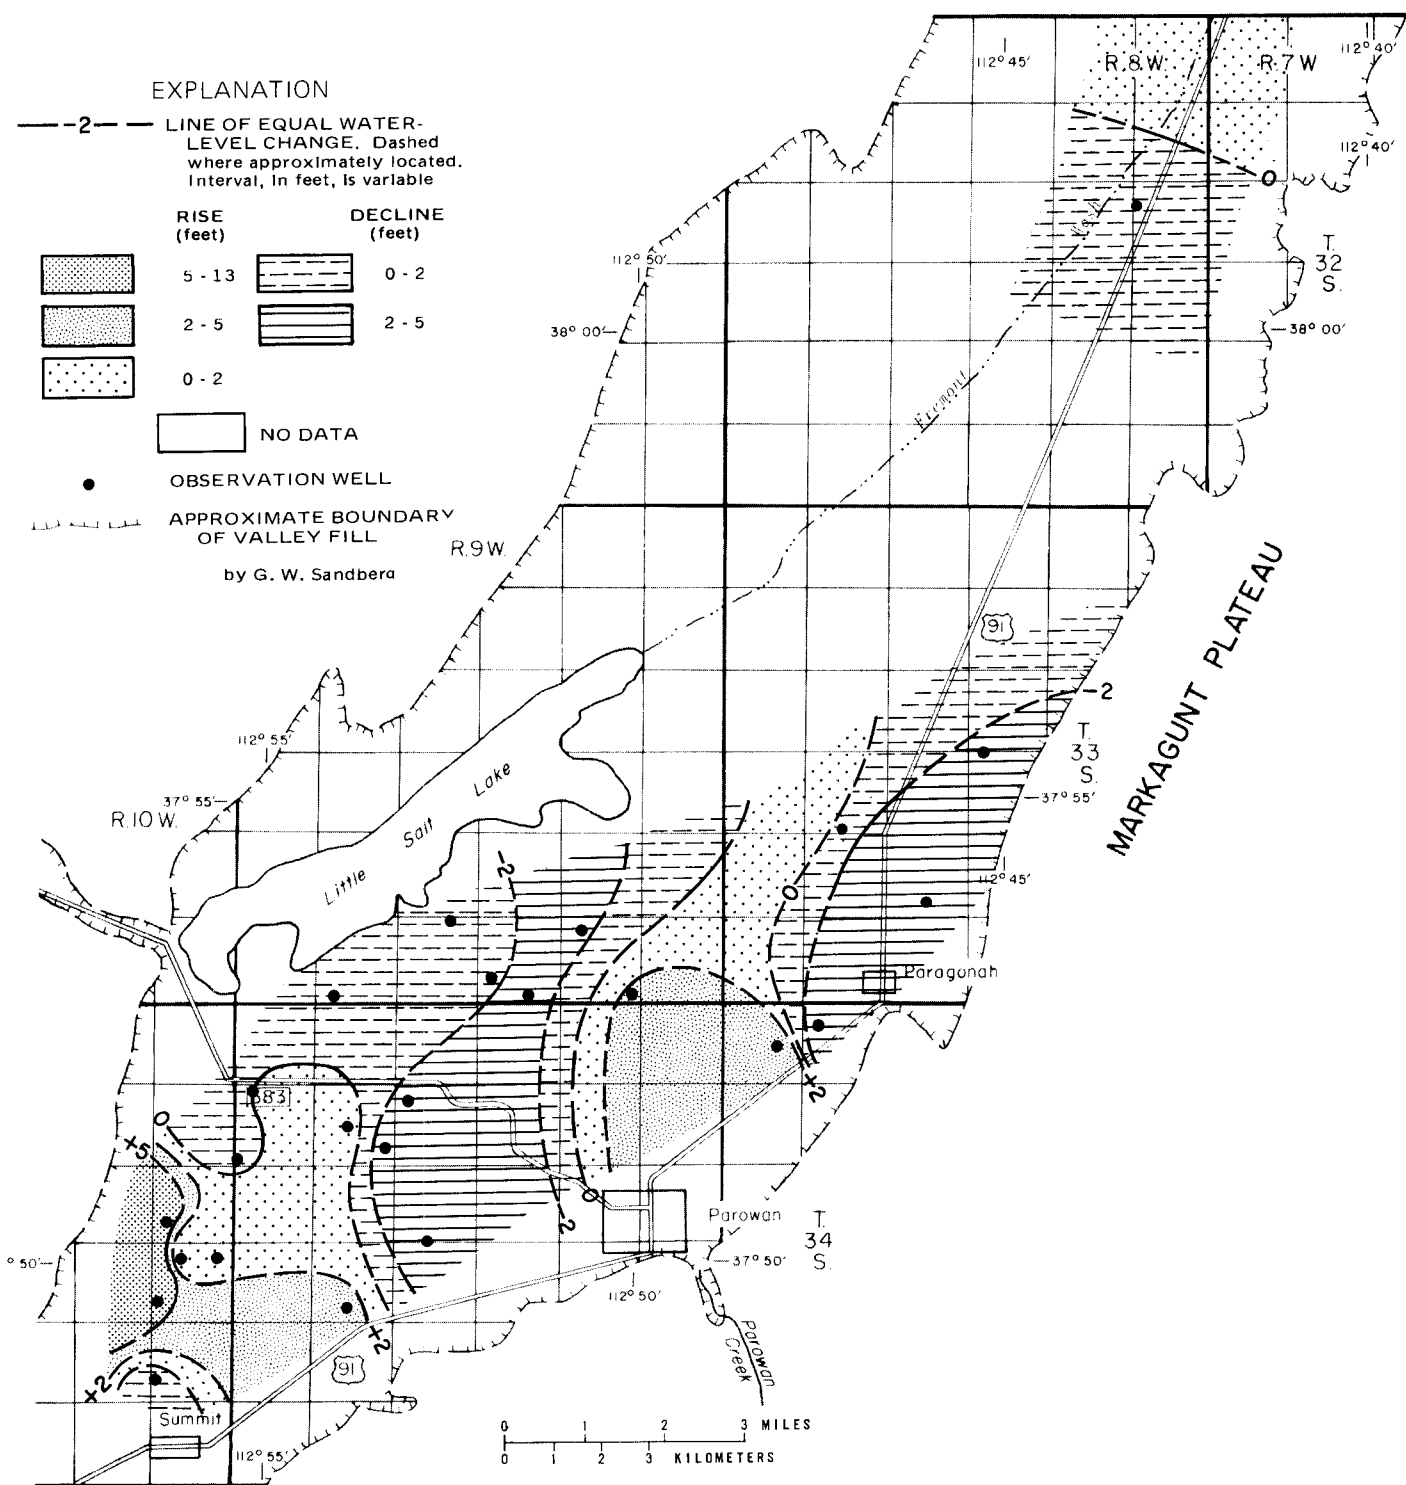 EXPLANATION
-2
LINE OF EQUAL WATER-
LEVEL CHANGE. Dashed
where approximately located.
Interval, in feet, is variable
RISE
(feet)
DECLINE
(feet)
5 - 13
0 - 2
2 - 5
2 - 5
0 - 2
NO DATA
OBSERVATION WELL
APPROXIMATE BOUNDARY
OF VALLEY FILL
by G. W. Sandberg
112° 45′
R. 8 W.
R. 7 W
112° 40′
112° 40′
0
Wash
T.
32
S.
112° 50′
38° 00′
38° 00′
Fremont
R. 9 W.
91
MARKAGUNT PLATEAU
-2
T.
33
S.
112° 55′
37° 55′
37° 55′
R. 10 W.
Little Salt Lake
-2
0
112° 45′
Paragonah
383
0
+5
+2
-2
0
Parowan
T.
34
S.
° 50′
37° 50′
112° 50′
+2
Parowan
Creek
91
+2
Summit
112° 55′
0 1 2 3 MILES
0 1 2 3 KILOMETERS